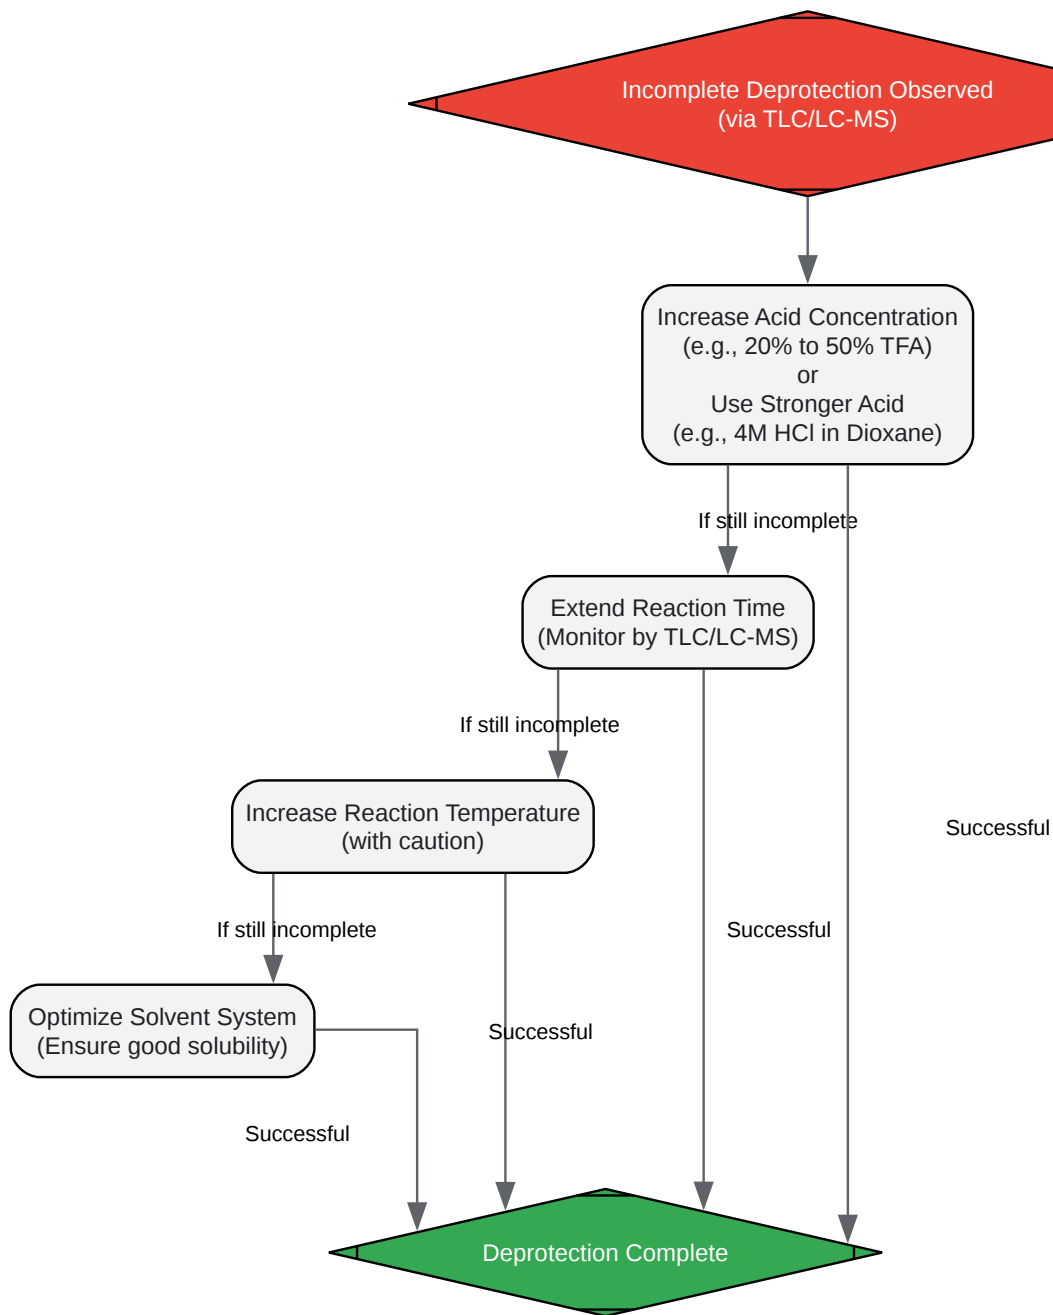 Incomplete Deprotection Observed
(via TLC/LC-MS)
Increase Acid Concentration
(e.g., 20% to 50% TFA)
or
Use Stronger Acid
(e.g., 4M HCl in Dioxane)
If still incomplete
Extend Reaction Time
(Monitor by TLC/LC-MS)
If still incomplete
Increase Reaction Temperature
(with caution)
Successful
If still incomplete
Successful
Optimize Solvent System
(Ensure good solubility)
Successful
Successful
Deprotection Complete